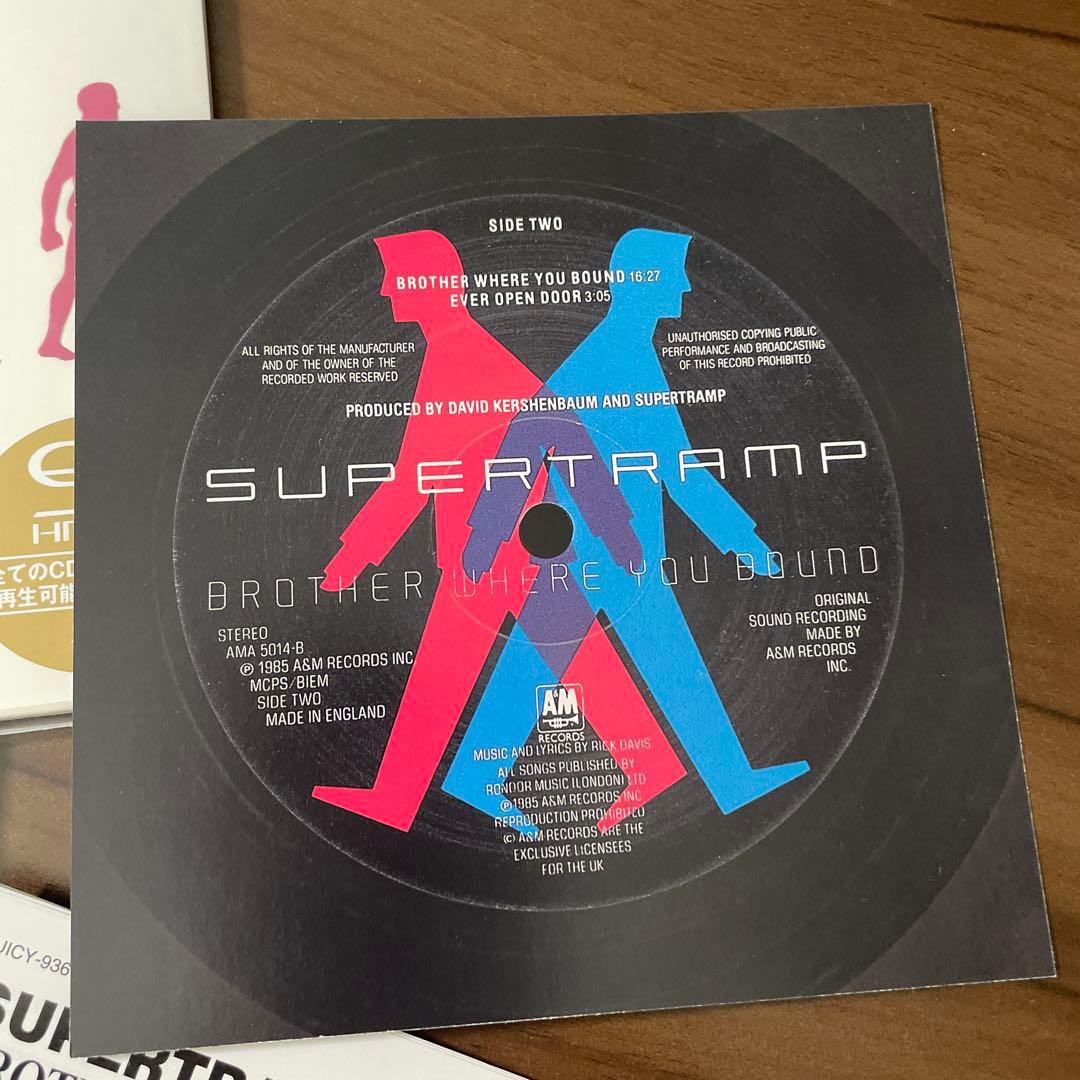 SIDE TWO
BROTHER WHERE YOU BOUND 16:27
EVER OPEN DOOR 3:05
ALL RIGHTS OF THE MANUFACTURER
AND OF THE OWNER OF THE
RECORDED WORK RESERVED
UNAUTHORISED COPYING PUBLIC
PERFORMANCE AND BROADCASTING
OF THIS RECORD PROHIBITED
PRODUCED BY DAVID KERSHENBAUM AND SUPERTRAMP
SUPERTRAMP
BROTHER WHERE YOU BOUND
STEREO
AMA 5014-B
℗ 1985 A&M RECORDS INC
MCPS/BIEM
SIDE TWO
MADE IN ENGLAND
ORIGINAL
SOUND RECORDING
MADE BY
A&M RECORDS
INC.
A&M
RECORDS
MUSIC AND LYRICS BY RICK DAVIS
ALL SONGS PUBLISHED BY
RONDOR MUSIC (LONDON) LTD
℗ 1985 A&M RECORDS INC
REPRODUCTION PROHIBITED
(C) A&M RECORDS ARE THE
EXCLUSIVE LICENSEES
FOR THE UK
全てのCD
再生可能
UICY-936
SUPERTRA